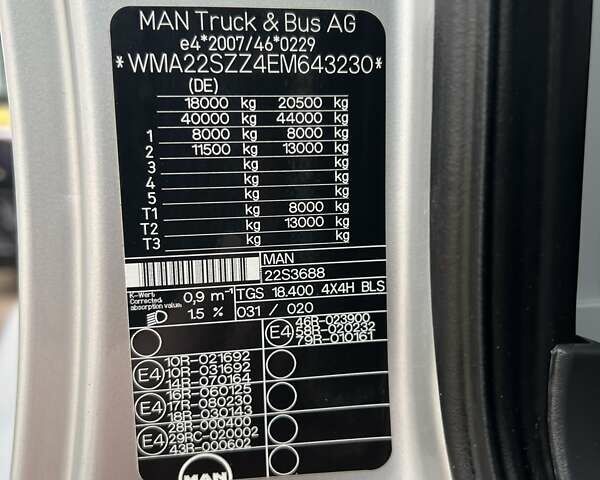 MAN Truck & Bus AG
e4*2007/46*0229
*WMA22SZZ4EM643230*
(DE)
18000 kg 20500 kg
40000 kg 44000 kg
1 8000 kg 8000 kg
2 11500 kg 13000 kg
3 kg kg
4 kg kg
5 kg kg
T1 kg 8000 kg
T2 kg 13000 kg
T3 kg kg
MAN
22S3688
K-Wert: Corrected absorption value: 0,9 m-1 TGS 18.400 4X4H BLS
1.5 % 031 / 020
E4 46R-023900
58R-020232
79R-010161
E4 10R-021692
10R-031692
14R-070164
E4 16R-060125
17R-080230
18R-030143
E4 28R-000400
29RC-020002
43R-000602
MAN